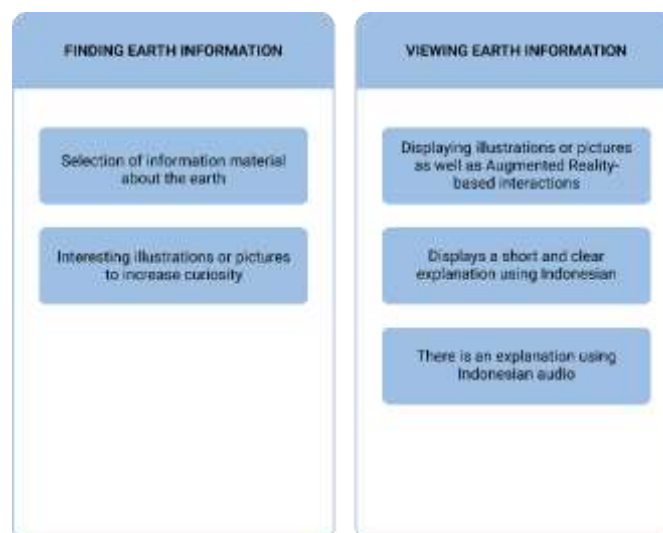 FINDING EARTH INFORMATION
Selection of information material
about the earth
Interesting illustrations or pictures
to increase curiosity
VIEWING EARTH INFORMATION
Displaying illustrations or pictures
as well as Augmented Reality-
based interactions
Displays a short and clear
explanation using Indonesian
There is an explanation using
Indonesian audio